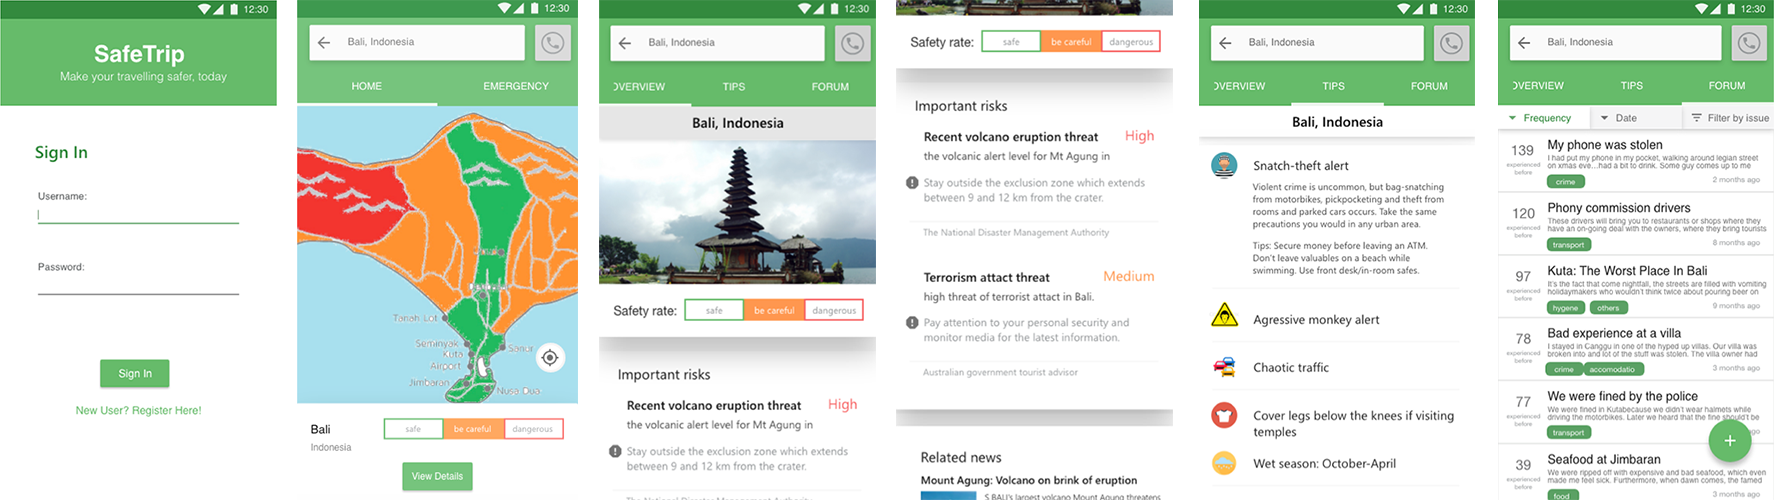 12:30
SafeTrip
Make your travelling safer, today
Sign In
Username:
Password:
Sign In
New User? Register Here!
12:30
Bali, Indonesia
HOME
EMERGENCY
Tanah Lot
Seminyak
Kuta
Airport
Jimbaran
Sanur
Nusa Dua
Bali
Indonesia
safe
be careful
dangerous
View Details
12:30
Bali, Indonesia
OVERVIEW
TIPS
FORUM
Bali, Indonesia
Safety rate:
safe
be careful
dangerous
Important risks
Recent volcano eruption threat
High
the volcanic alert level for Mt Agung in
Stay outside the exclusion zone which extends
between 9 and 12 km from the crater.
The National Disaster Management Authority
Safety rate:
safe
be careful
dangerous
Important risks
Recent volcano eruption threat
High
the volcanic alert level for Mt Agung in
Stay outside the exclusion zone which extends
between 9 and 12 km from the crater.
The National Disaster Management Authority
Terrorism attact threat
Medium
high threat of terrorist attact in Bali.
Pay attention to your personal security and
monitor media for the latest information.
Australian government tourist advisor
Related news
Mount Agung: Volcano on brink of eruption
S BALI's largest volcano Mount Agung threatens
12:30
Bali, Indonesia
OVERVIEW
TIPS
FORUM
Bali, Indonesia
Snatch-theft alert
Violent crime is uncommon, but bag-snatching
from motorbikes, pickpocketing and theft from
rooms and parked cars occurs. Take the same
precautions you would in any urban area.
Tips: Secure money before leaving an ATM.
Don't leave valuables on a beach while
swimming. Use front desk/in-room safes.
Agressive monkey alert
Chaotic traffic
Cover legs below the knees if visiting
temples
Wet season: October-April
12:30
Bali, Indonesia
OVERVIEW
TIPS
FORUM
Frequency
Date
Filter by issue
139
experienced
before
My phone was stolen
I had put my phone in my pocket, walking around legian street
on xmas eve...had a bit to drink. Some guy comes up to me
crime
2 months ago
120
experienced
before
Phony commission drivers
These drivers will bring you to restaurants or shops where they
have an on-going deal with the owners, where they bring tourists
transport
8 months ago
97
experienced
before
Kuta: The Worst Place In Bali
It's the fact that come nightfall, the streets are filled with vomiting
holidaymakers who wouldn't think twice about pouring beer on
hygene
others
9 months ago
78
experienced
before
Bad experience at a villa
I stayed in Canggu in one of the hyped up villas. Our villa was
broken into and lot of the stuff was stolen. The villa owner had
crime
accomodatio
3 months ago
77
experienced
before
We were fined by the police
We were fined in Kutabecause we didn't wear halmets while
driving the motorbikes. Later we heard that the fine should't be
transport
39
experienced
before
Seafood at Jimbaran
We were ripped off with expensive and bad seafood, which even
made me feel sick. Furthermore, when dawn comes, the famed
food
3 months ago